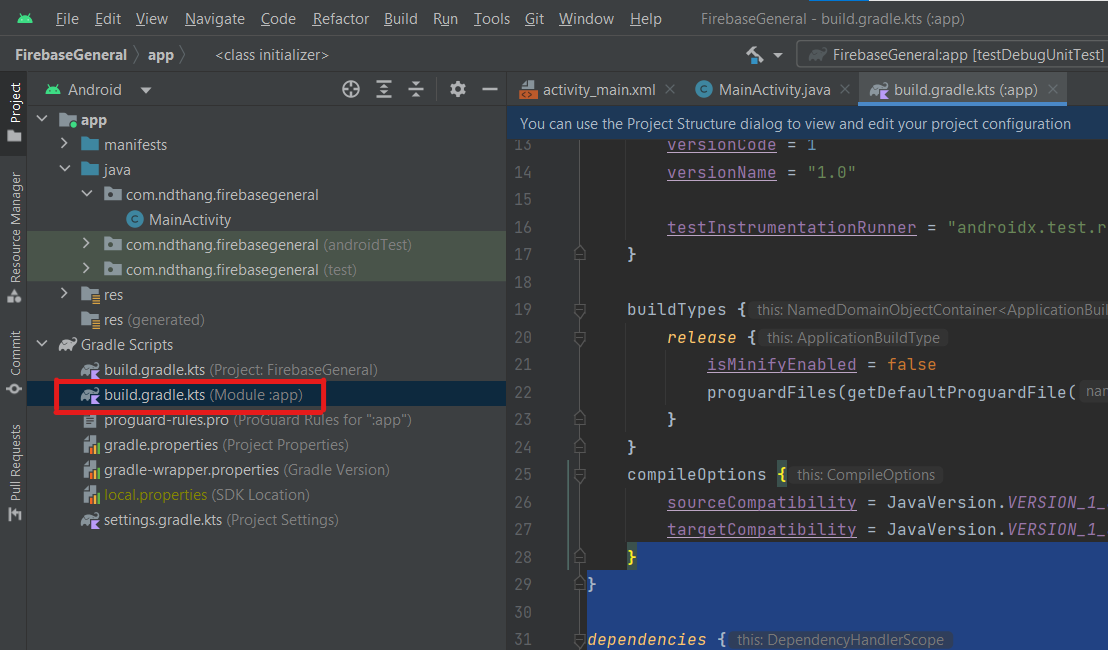 File Edit View Navigate Code Refactor Build Run Tools Git Window Help FirebaseGeneral - build.gradle.kts (:app)
FirebaseGeneral app <class initializer> FirebaseGeneral:app [testDebugUnitTest]
Project
Resource Manager
Commit
Pull Requests
Android
app
manifests
java
com.ndthang.firebasegeneral
C MainActivity
com.ndthang.firebasegeneral (androidTest)
com.ndthang.firebasegeneral (test)
res
res (generated)
Gradle Scripts
build.gradle.kts (Project: FirebaseGeneral)
build.gradle.kts (Module :app)
proguard-rules.pro (ProGuard Rules for ":app")
gradle.properties (Project Properties)
gradle-wrapper.properties (Gradle Version)
local.properties (SDK Location)
settings.gradle.kts (Project Settings)
activity_main.xml C MainActivity.java build.gradle.kts (:app)
You can use the Project Structure dialog to view and edit your project configuration
13 versionCode = 1
14 versionName = "1.0"
15
16 testInstrumentationRunner = "androidx.test.r
17 }
18
19 buildTypes { this: NamedDomainObjectContainer<ApplicationBuil
20 release { this: ApplicationBuildType
21 isMinifyEnabled = false
22 proguardFiles(getDefaultProguardFile( nar
23 }
24 }
25 compileOptions { this: CompileOptions
26 sourceCompatibility = JavaVersion.VERSION_1_
27 targetCompatibility = JavaVersion.VERSION_1_
28 }
29 }
30
31 dependencies { this: DependencyHandlerScope